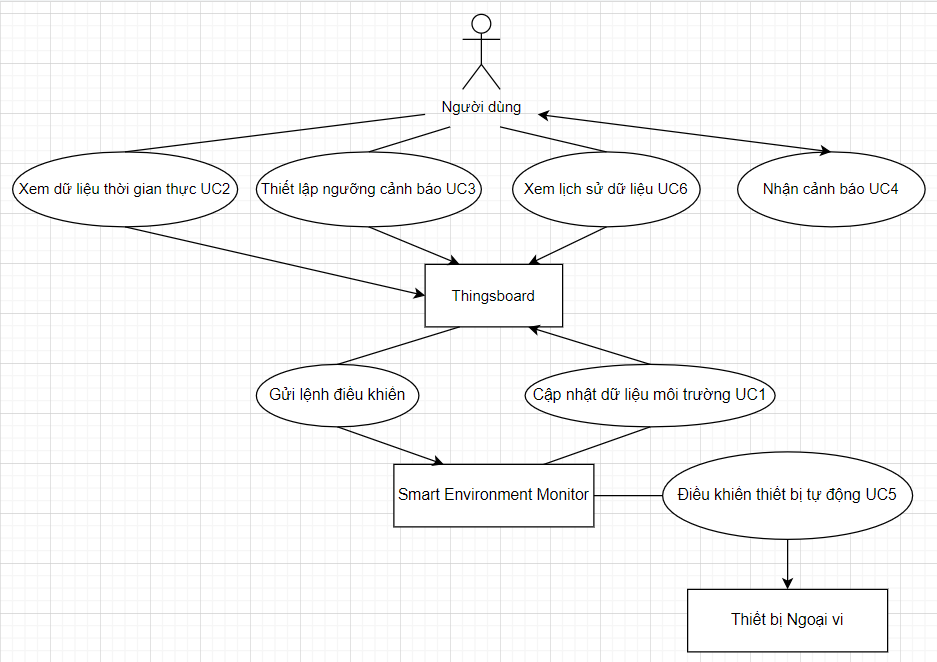 Người dùng
Xem dữ liệu thời gian thực UC2
Thiết lập ngưỡng cảnh báo UC3
Xem lịch sử dữ liệu UC6
Nhận cảnh báo UC4
Thingsboard
Gửi lệnh điều khiển
Cập nhật dữ liệu môi trường UC1
Smart Environment Monitor
Điều khiển thiết bị tự động UC5
Thiết bị Ngoại vi